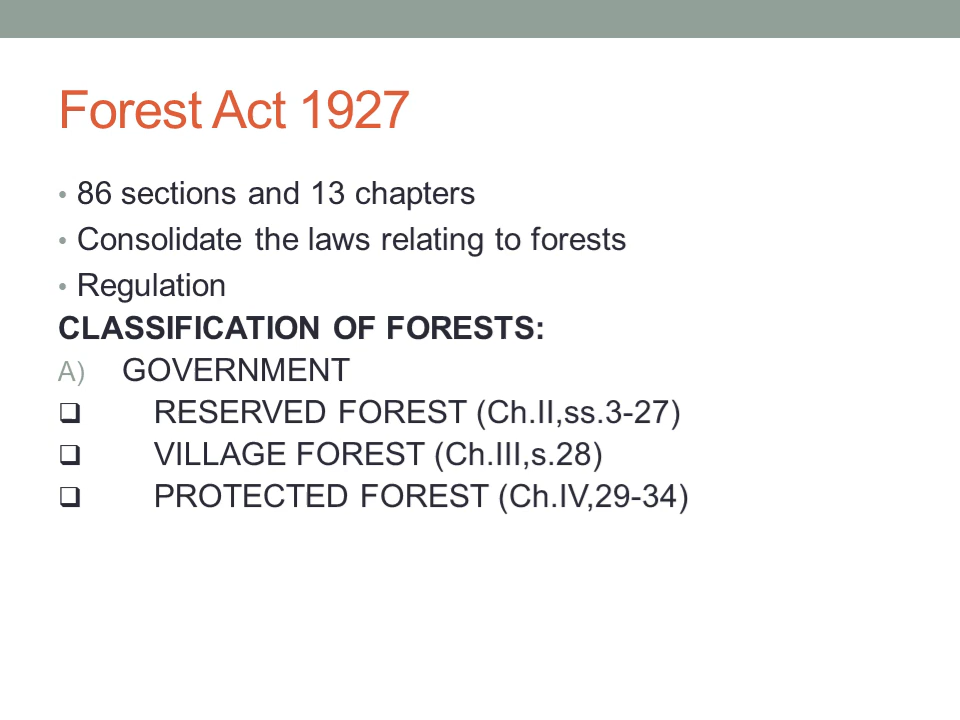 Forest Act 1927
• 86 sections and 13 chapters
• Consolidate the laws relating to forests
• Regulation
CLASSIFICATION OF FORESTS:
A) GOVERNMENT
❑ RESERVED FOREST (Ch.II,ss.3-27)
❑ VILLAGE FOREST (Ch.III,s.28)
❑ PROTECTED FOREST (Ch.IV,29-34)